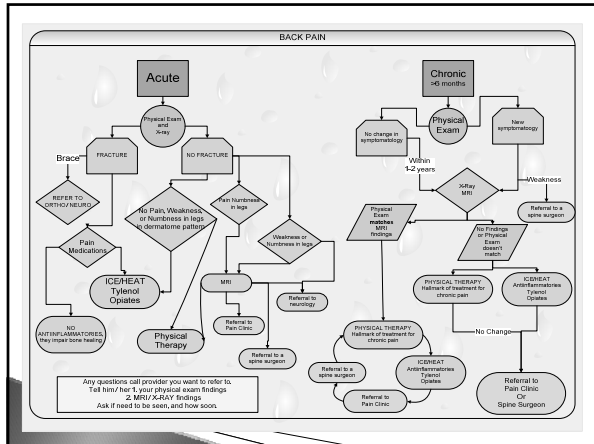 BACK PAIN
Acute
Physical Exam
and
X-ray
Brace
FRACTURE
NO FRACTURE
REFER TO
ORTHO/NEURO
Pain
Medications
No Pain, Weakness,
or Numbness in legs
in dermatome pattern
Pain Numbness
in legs
Weakness or
Numbness in legs
ICE/HEAT
Tylenol
Opiates
MRI
Referral to
neurology
NO
ANTIINFLAMMATORIES,
they impair bone healing
Physical
Therapy
Referral to
Pain Clinic
Referral to a
spine surgeon
Any questions call provider you want to refer to.
Tell him/ her 1. your physical exam findings
2. MRI/X-RAY findings
Ask if need to be seen, and how soon.
Chronic
>6 months
Physical
Exam
No change in
symptomatology
New
symptomatoogy
Within
1-2 years
X-Ray
MRI
Weakness
Referral to a
spine surgeon
Physical
Exam
matches
MRI
findings
No Findings
or Physical
Exam
doesn't
match
PHYSICAL THERAPY
Hallmark of treatment for
chronic pain
ICE/HEAT
Antiinflammatories
Tylenol
Opiates
No Change
PHYSICAL THERAPY
Hallmark of treatment for
chronic pain
Referral to a
spine surgeon
ICE/HEAT
Antiinflammatories
Tylenol
Opiates
Referral to
Pain Clinic
Referral to
Pain Clinic
Or
Spine Surgeon